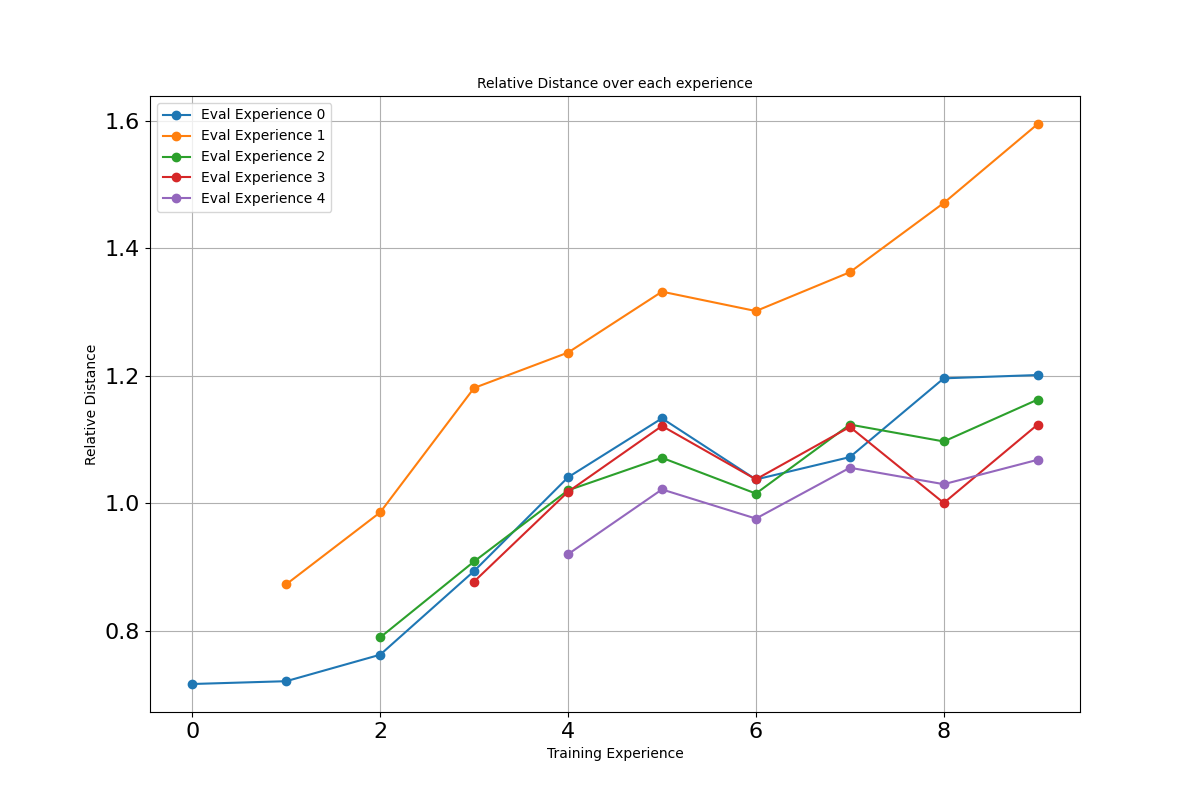 Relative Distance over each experience
Eval Experience 0
Eval Experience 1
Eval Experience 2
Eval Experience 3
Eval Experience 4
1.6
1.4
1.2
1.0
0.8
Relative Distance
0 2 4 6 8
Training Experience